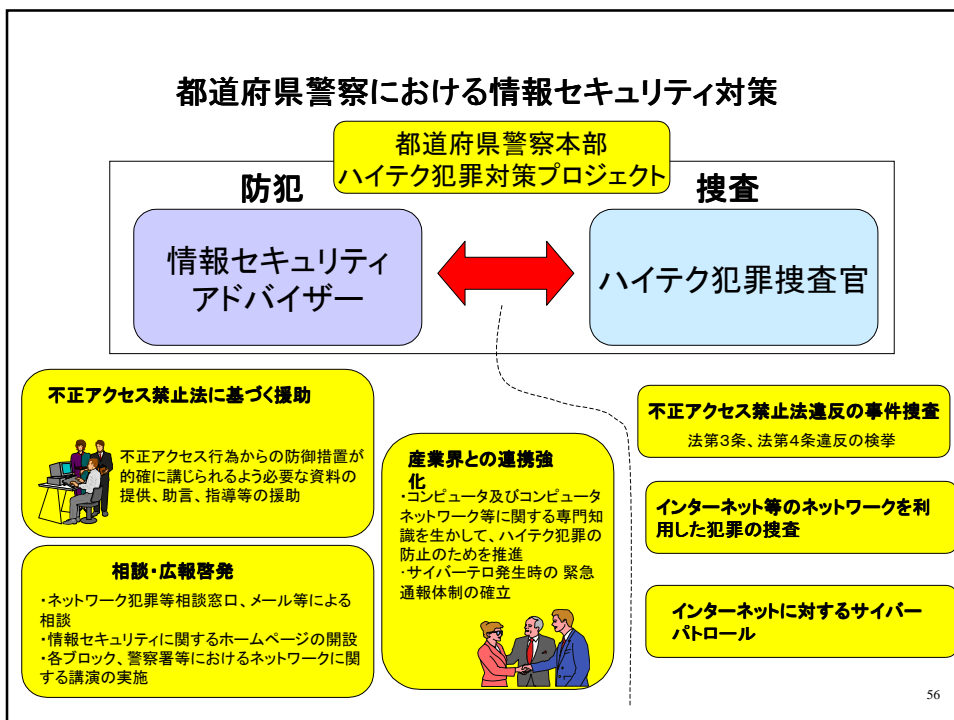 都道府県警察における情報セキュリティ対策
都道府県警察本部
ハイテク犯罪対策プロジェクト
防犯
捜査
情報セキュリティ
アドバイザー
ハイテク犯罪捜査官
不正アクセス禁止法に基づく援助
不正アクセス行為からの防御措置が
的確に講じられるよう必要な資料の
提供、助言、指導等の援助
相談・広報啓発
・ネットワーク犯罪等相談窓口、メール等による
相談
・情報セキュリティに関するホームページの開設
・各ブロック、警察署等におけるネットワークに関
する講演の実施
産業界との連携強
化
・コンピュータ及びコンピュータ
ネットワーク等に関する専門知
識を生かして、ハイテク犯罪の
防止のためを推進
・サイバーテロ発生時の 緊急
通報体制の確立
不正アクセス禁止法違反の事件捜査
法第3条、法第4条違反の検挙
インターネット等のネットワークを利
用した犯罪の捜査
インターネットに対するサイバー
パトロール
56